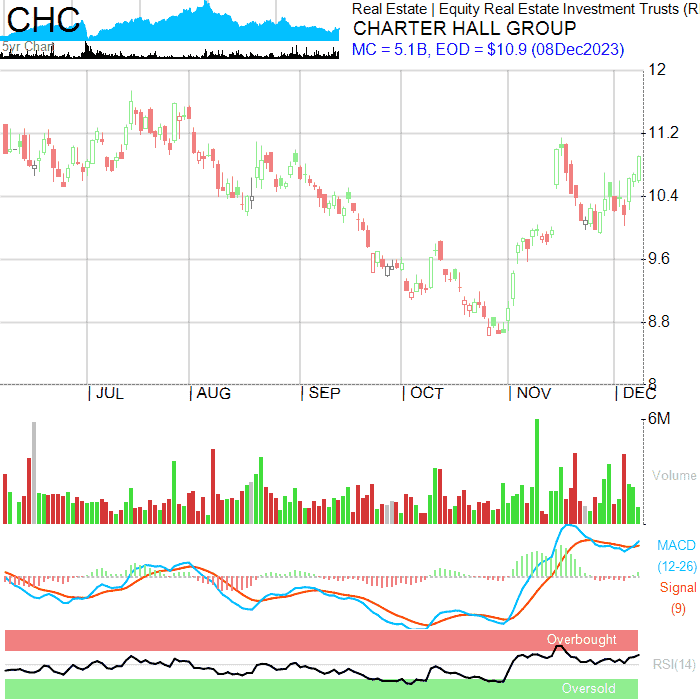 CHC
5yr Chart
Real Estate | Equity Real Estate Investment Trusts (R
CHARTER HALL GROUP
MC = 5.1B, EOD = $10.9 (08Dec2023)
12
11.2
10.4
9.6
8.8
8
| JUL | AUG | SEP | OCT | NOV | DEC
6M
Volume
MACD
(12-26)
Signal
(9)
Overbought
RSI(14)
Oversold